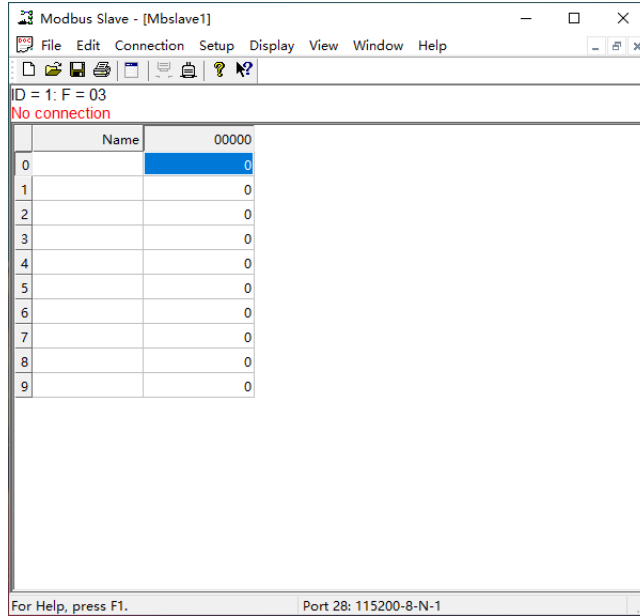 Modbus Slave - [Mbslave1]
File Edit Connection Setup Display View Window Help
ID = 1: F = 03
No connection
Name 00000
0 0
1 0
2 0
3 0
4 0
5 0
6 0
7 0
8 0
9 0
For Help, press F1. Port 28: 115200-8-N-1